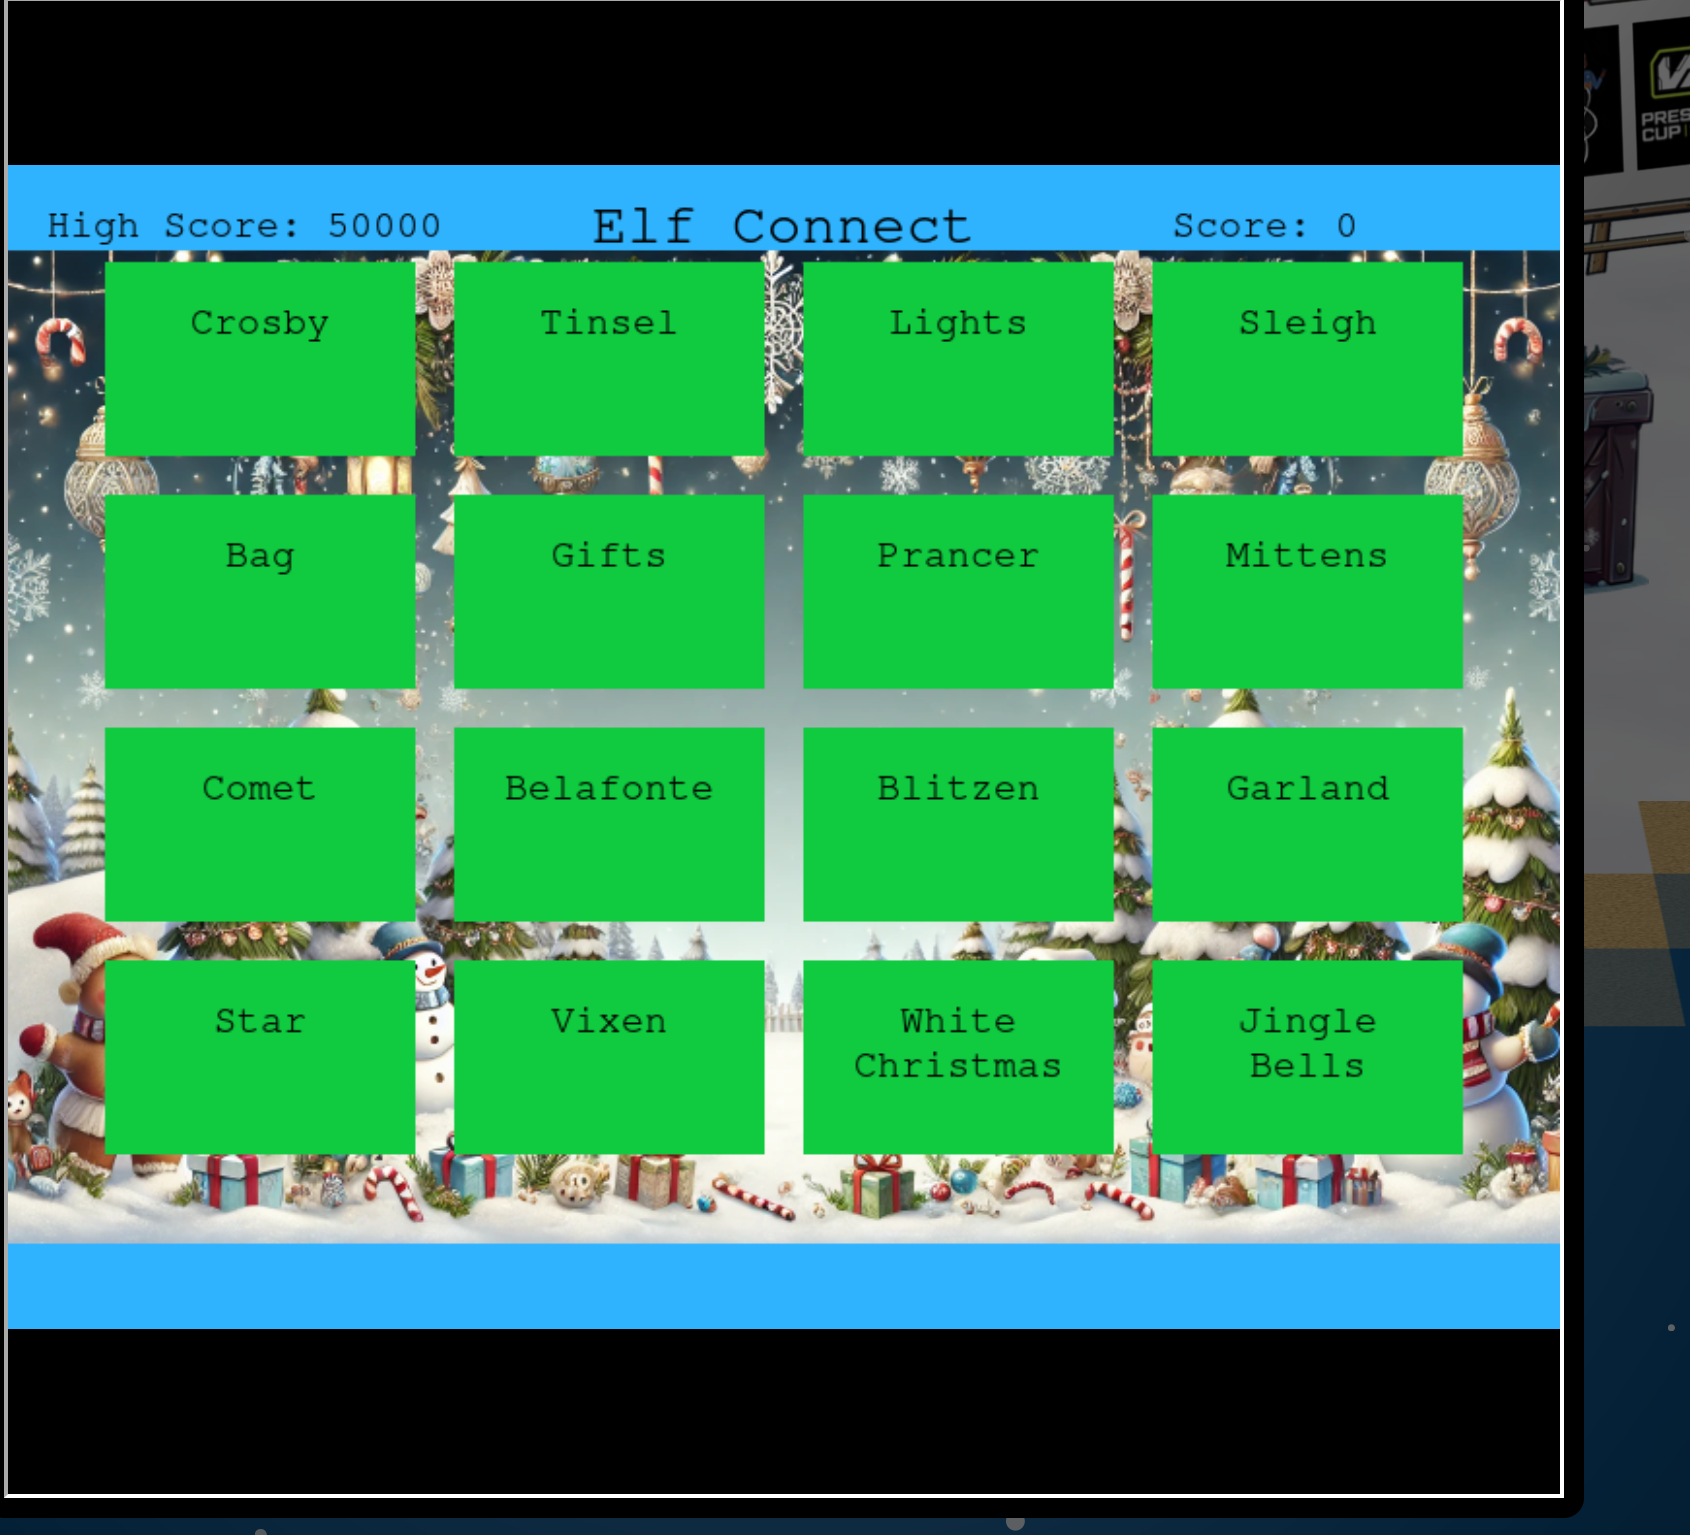 High Score: 50000
Elf Connect
Score: 0
Crosby
Tinsel
Lights
Sleigh
Bag
Gifts
Prancer
Mittens
Comet
Belafonte
Blitzen
Garland
Star
Vixen
White
Christmas
Jingle
Bells
PRES
CUP